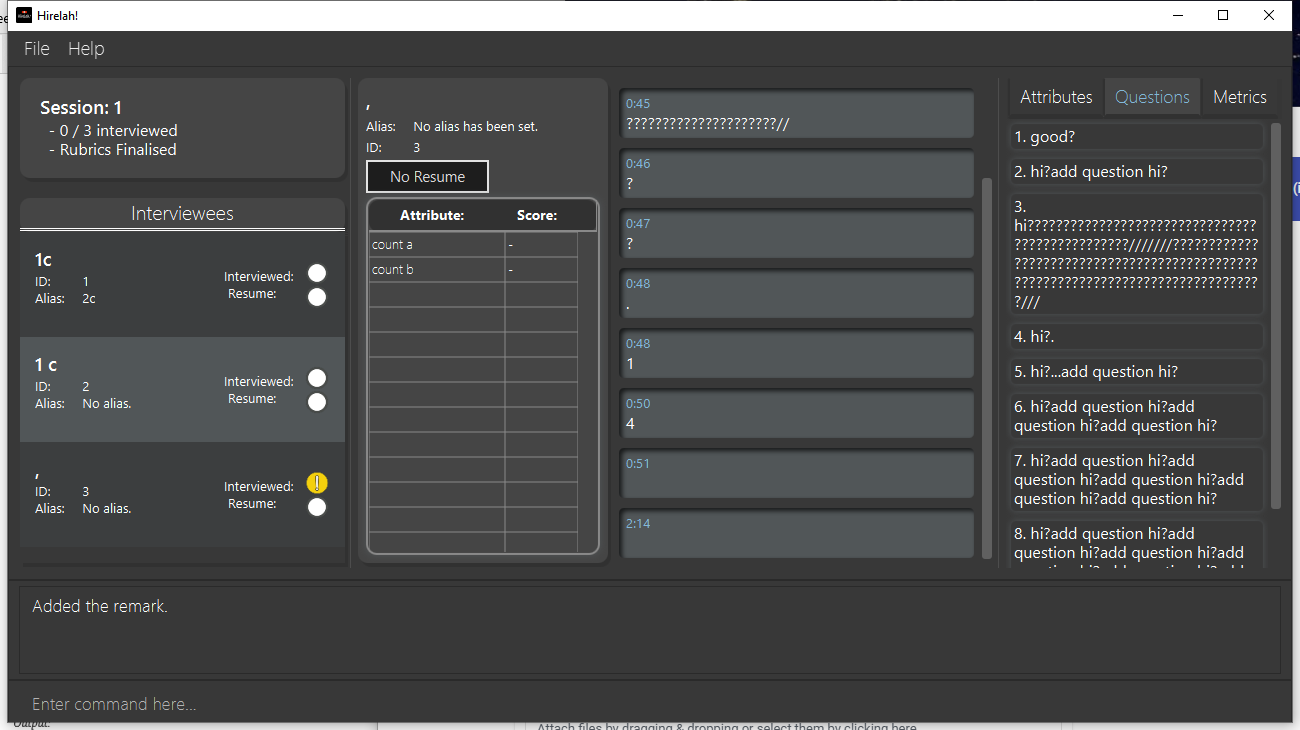 Hirelah!
File Help
Session: 1
- 0 / 3 interviewed
- Rubrics Finalised
Interviewees
1c
ID: 1
Alias: 2c
Interviewed:
Resume:
1 c
ID: 2
Alias: No alias.
Interviewed:
Resume:
,
ID: 3
Alias: No alias.
Interviewed: !
Resume:
,
Alias: No alias has been set.
ID: 3
No Resume
Attribute: Score:
count a -
count b -
0:45
?????????????????????//
0:46
?
0:47
?
0:48
.
0:48
1
0:50
4
0:51
2:14
Attributes Questions Metrics
1. good?
2. hi?add question hi?
3.
hi????????????????????????????????
????????????????///////????????????
??????????????????????????????????
??????????????????????????????????
?///
4. hi?.
5. hi?...add question hi?
6. hi?add question hi?add
question hi?add question hi?
7. hi?add question hi?add
question hi?add question hi?add
question hi?add question hi?
8. hi?add question hi?add
question hi?add question hi?add
Added the remark.
Enter command here...
Output:
Attach files by dragging & dropping or select them by clicking here.